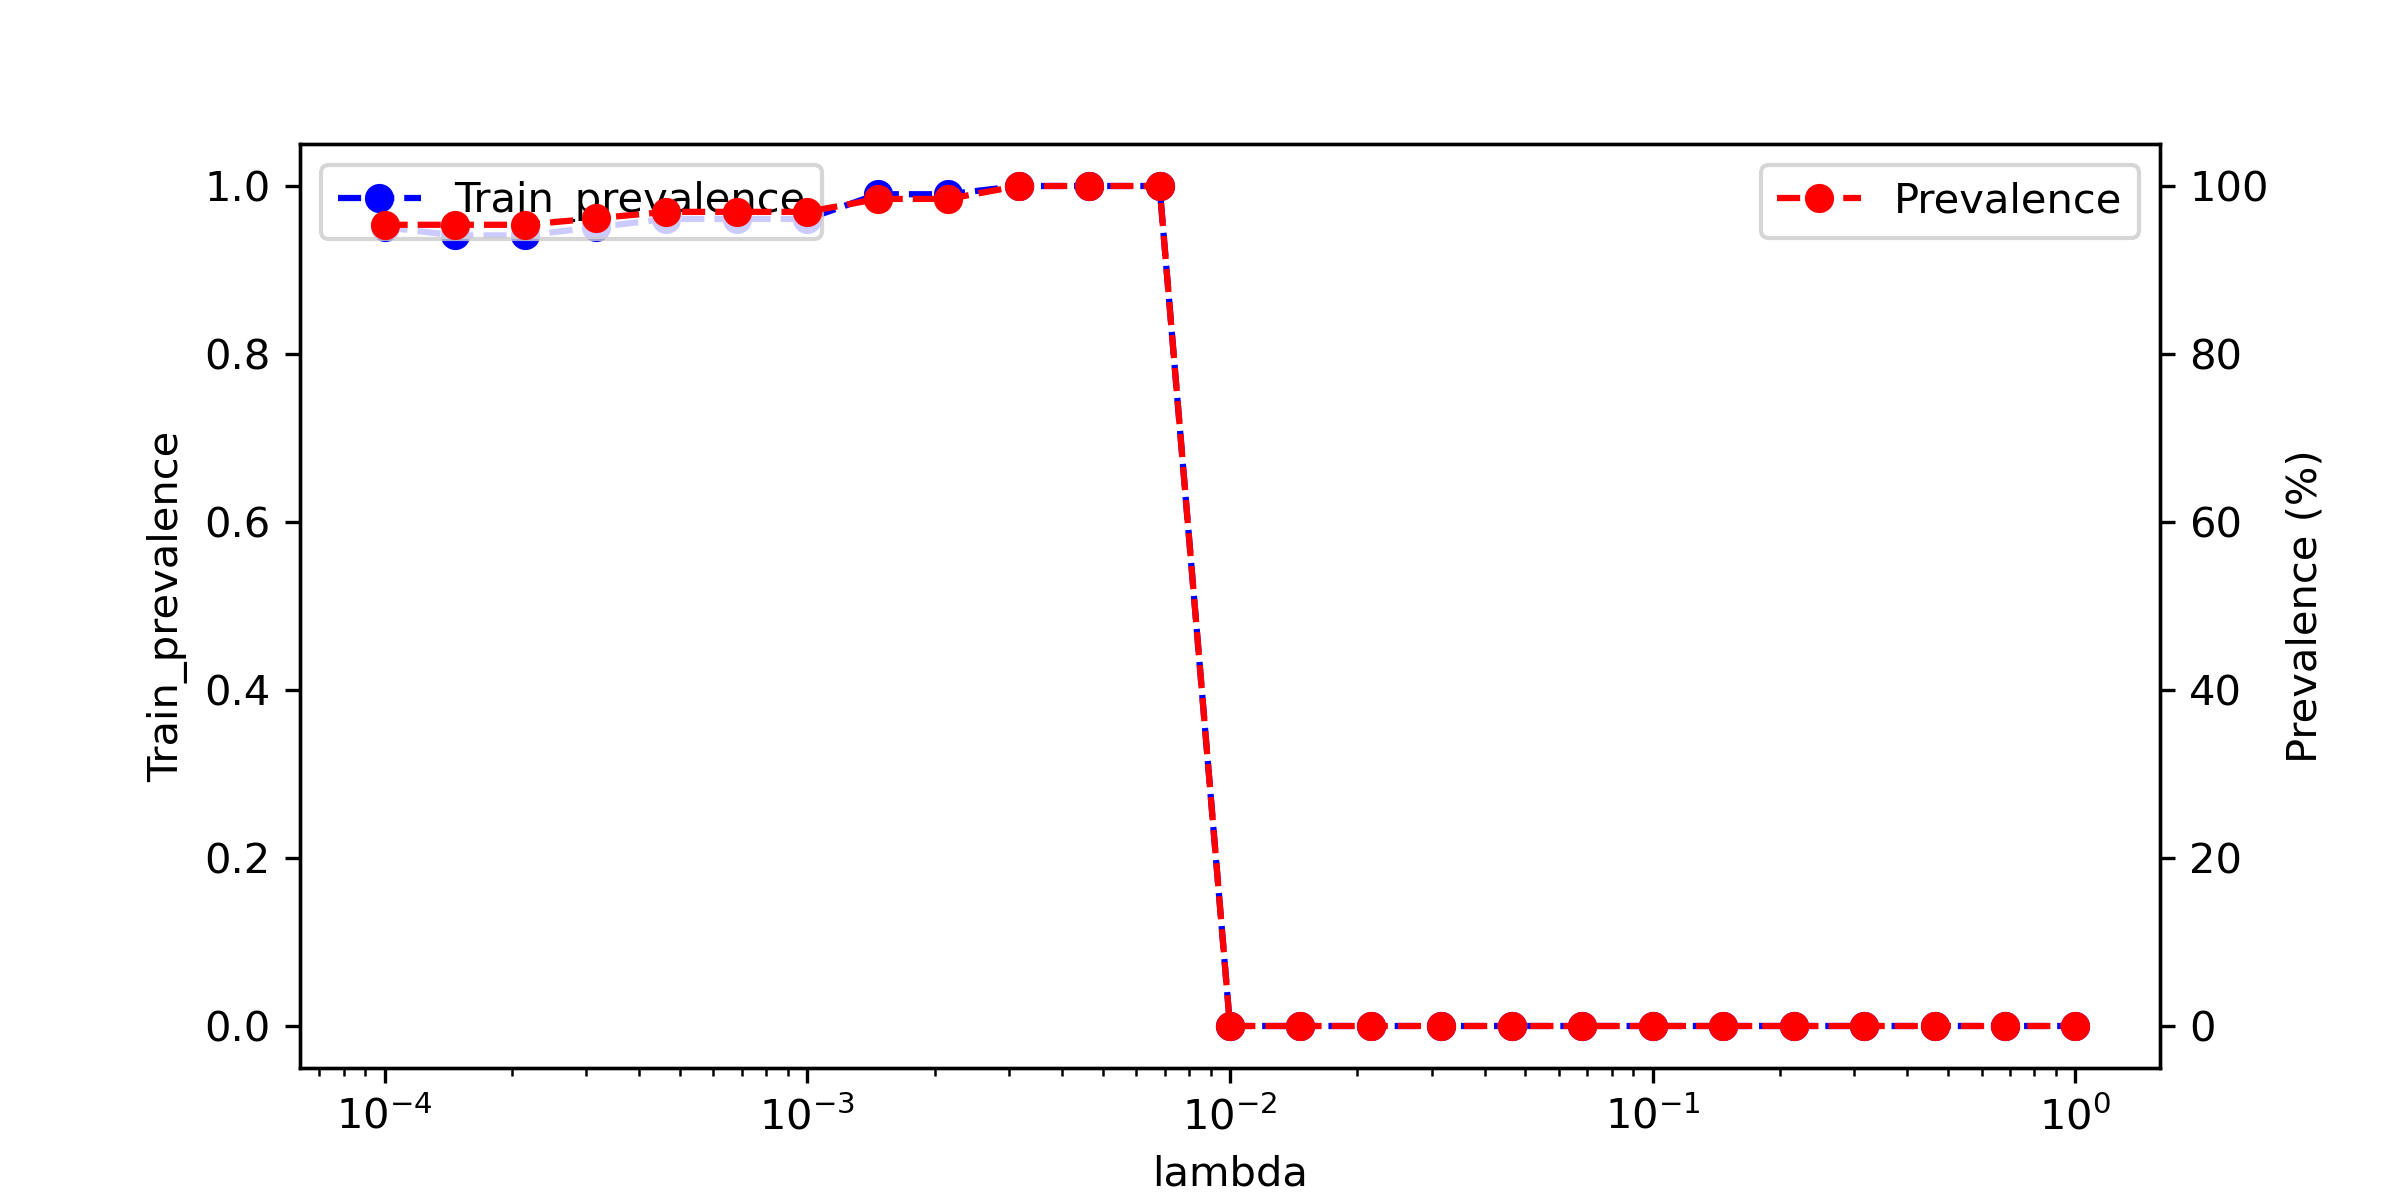 Train_prevalence
Prevalence
1.0
0.8
0.6
0.4
0.2
0.0
Train_prevalence
100
80
60
40
20
0
Prevalence (%)
10⁻⁴ 10⁻³ 10⁻² 10⁻¹ 10⁰
lambda